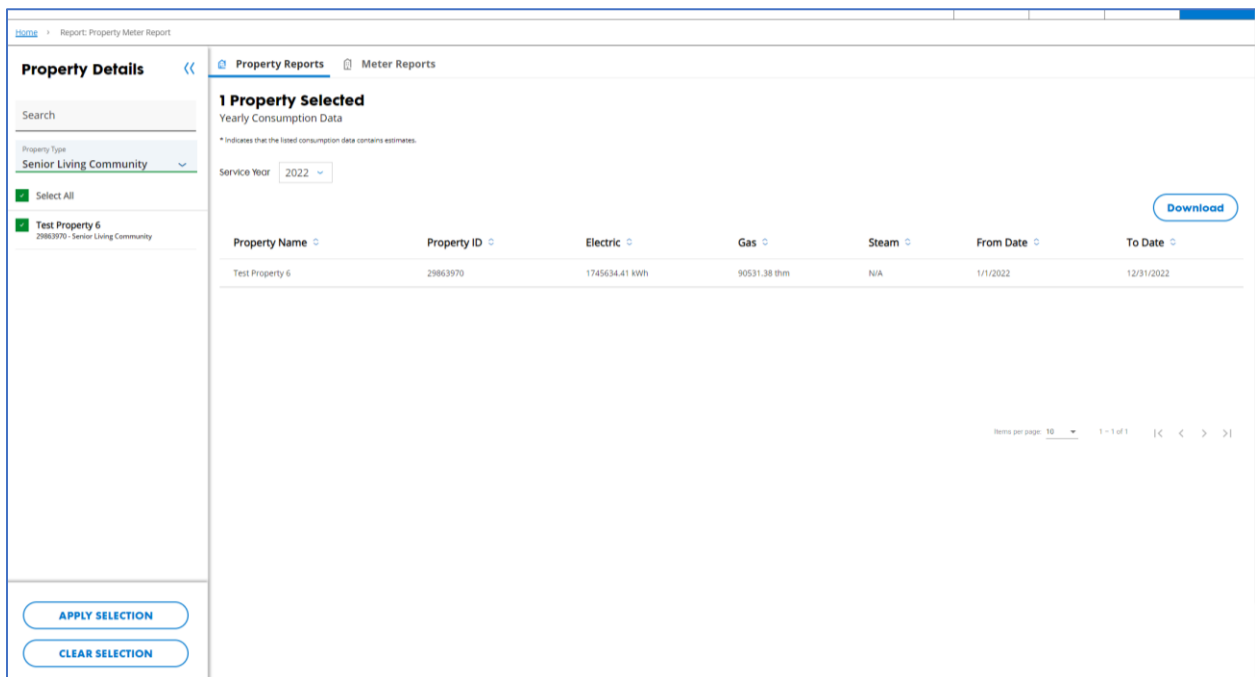 Home > Report: Property Meter Report
Property Details
Search
Property Type
Senior Living Community
Select All
Test Property 6
29863970 - Senior Living Community
APPLY SELECTION
CLEAR SELECTION
Property Reports Meter Reports
1 Property Selected
Yearly Consumption Data
* Indicates that the listed consumption data contains estimates.
Service Year 2022
Download
Property Name Property ID Electric Gas Steam From Date To Date
Test Property 6 29863970 1745634.41 kWh 90531.38 thm N/A 1/1/2022 12/31/2022
Items per page: 10 1 – 1 of 1